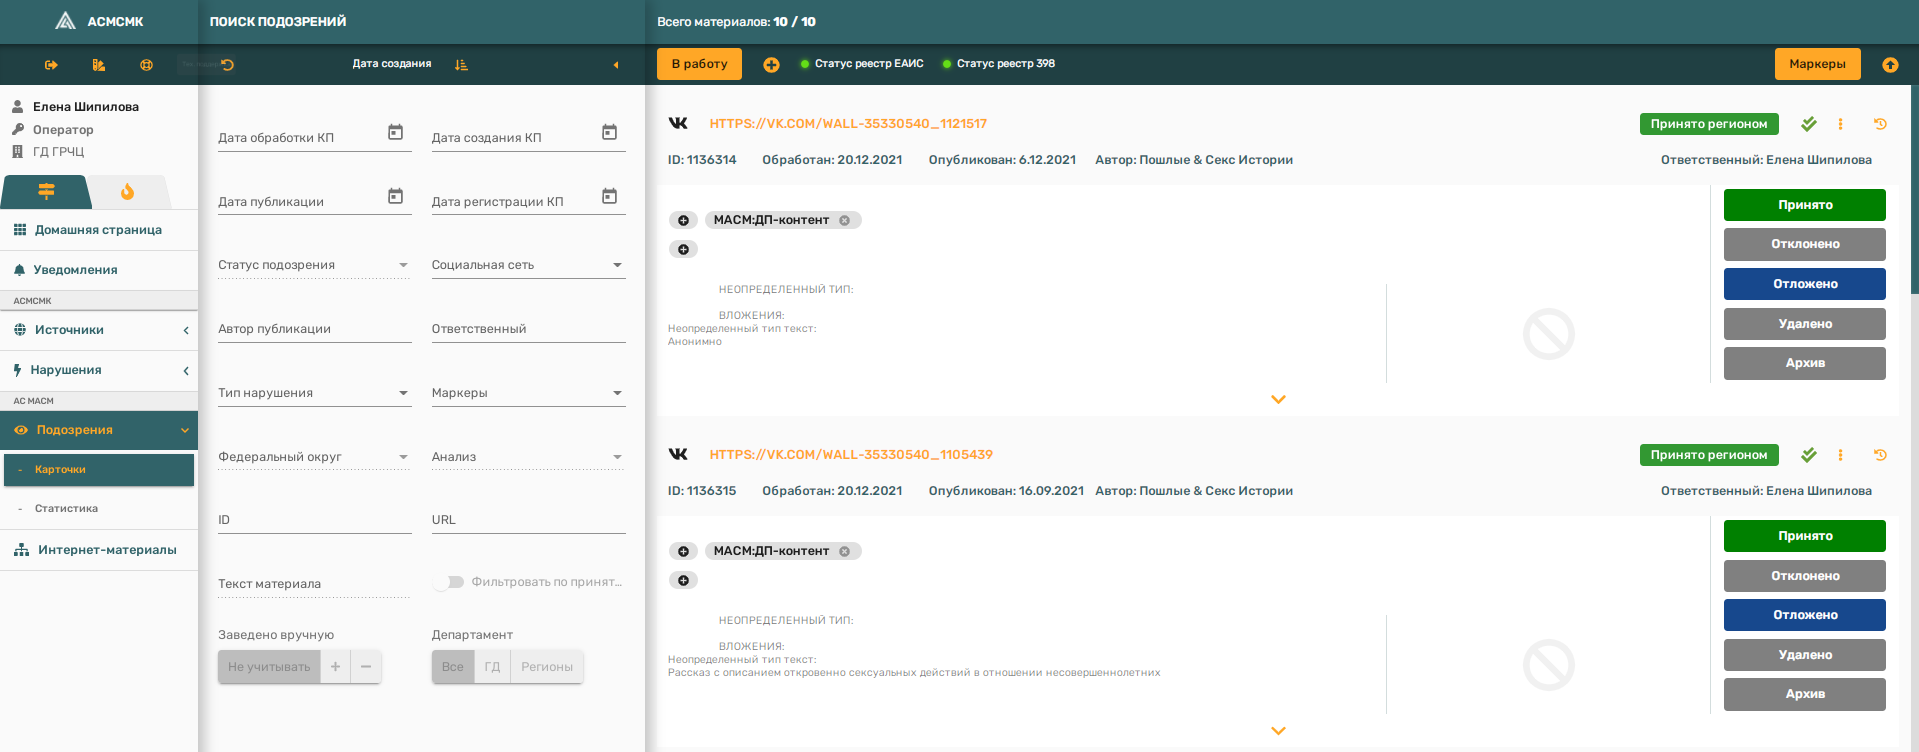 АСМСМК
ПОИСК ПОДОЗРЕНИЙ
Всего материалов: 10 / 10
Дата создания
В работу
Статус реестр ЕАИС
Статус реестр 398
Маркеры
Елена Шипилова
Оператор
ГД ГРЧЦ
Домашняя страница
Уведомления
АСМСМК
Источники
Нарушения
АС МАСМ
Подозрения
- Карточки
- Статистика
Интернет-материалы
Дата обработки КП
Дата создания КП
Дата публикации
Дата регистрации КП
Статус подозрения
Социальная сеть
Автор публикации
Ответственный
Тип нарушения
Маркеры
Федеральный округ
Анализ
ID
URL
Текст материала
Фильтровать по принят...
Заведено вручную
Департамент
Не учитывать + −
Все ГД Регионы
HTTPS://VK.COM/WALL-35330540_1121517
Принято регионом
ID: 1136314 Обработан: 20.12.2021 Опубликован: 6.12.2021 Автор: Пошлые & Секс Истории
Ответственный: Елена Шипилова
МАСМ:ДП-контент
НЕОПРЕДЕЛЕННЫЙ ТИП:
ВЛОЖЕНИЯ:
Неопределенный тип текст:
Анонимно
Принято
Отклонено
Отложено
Удалено
Архив
HTTPS://VK.COM/WALL-35330540_1105439
Принято регионом
ID: 1136315 Обработан: 20.12.2021 Опубликован: 16.09.2021 Автор: Пошлые & Секс Истории
Ответственный: Елена Шипилова
МАСМ:ДП-контент
НЕОПРЕДЕЛЕННЫЙ ТИП:
ВЛОЖЕНИЯ:
Неопределенный тип текст:
Рассказ с описанием откровенно сексуальных действий в отношении несовершеннолетних
Принято
Отклонено
Отложено
Удалено
Архив